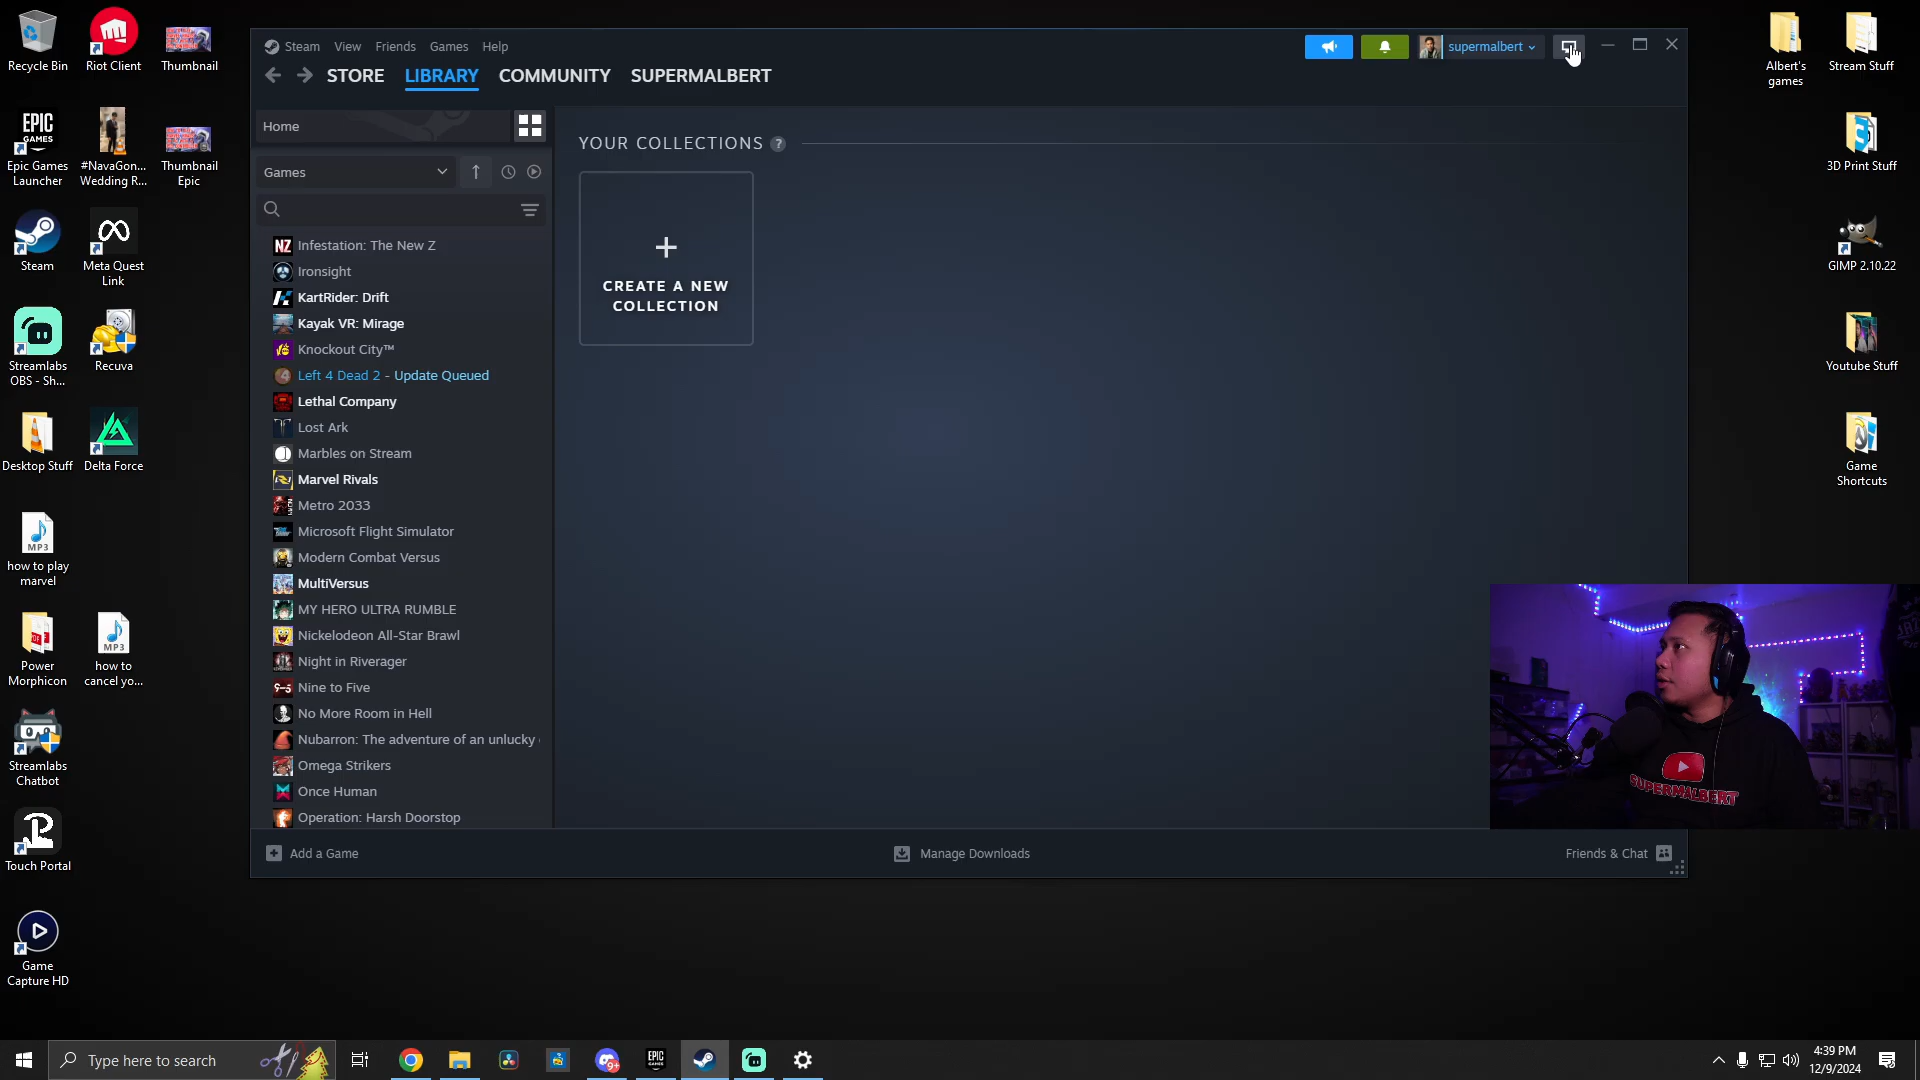 Recycle Bin
Riot Client
Thumbnail
EPIC
GAMES
Epic Games
Launcher
#NavaGon...
Wedding R...
Thumbnail
Epic
Steam
Meta Quest
Link
Streamlabs
OBS - Sh...
Recuva
Desktop Stuff
Delta Force
MP3
how to play
marvel
Power
Morphicon
MP3
how to
cancel yo...
Streamlabs
Chatbot
Touch Portal
Game
Capture HD
Steam View Friends Games Help
supermalbert
STORE LIBRARY COMMUNITY SUPERMALBERT
Home
Games
Infestation: The New Z
Ironsight
KartRider: Drift
Kayak VR: Mirage
Knockout City™
Left 4 Dead 2 - Update Queued
Lethal Company
Lost Ark
Marbles on Stream
Marvel Rivals
Metro 2033
Microsoft Flight Simulator
Modern Combat Versus
MultiVersus
MY HERO ULTRA RUMBLE
Nickelodeon All-Star Brawl
Night in Riverager
Nine to Five
No More Room in Hell
Nubarron: The adventure of an unlucky
Omega Strikers
Once Human
Operation: Harsh Doorstop
YOUR COLLECTIONS ?
+
CREATE A NEW
COLLECTION
Add a Game
Manage Downloads
Friends & Chat
SUPERMALBERT
Albert's
games
Stream Stuff
3D Print Stuff
GIMP 2.10.22
Youtube Stuff
Game
Shortcuts
Type here to search
9+
EPIC
4:39 PM
12/9/2024